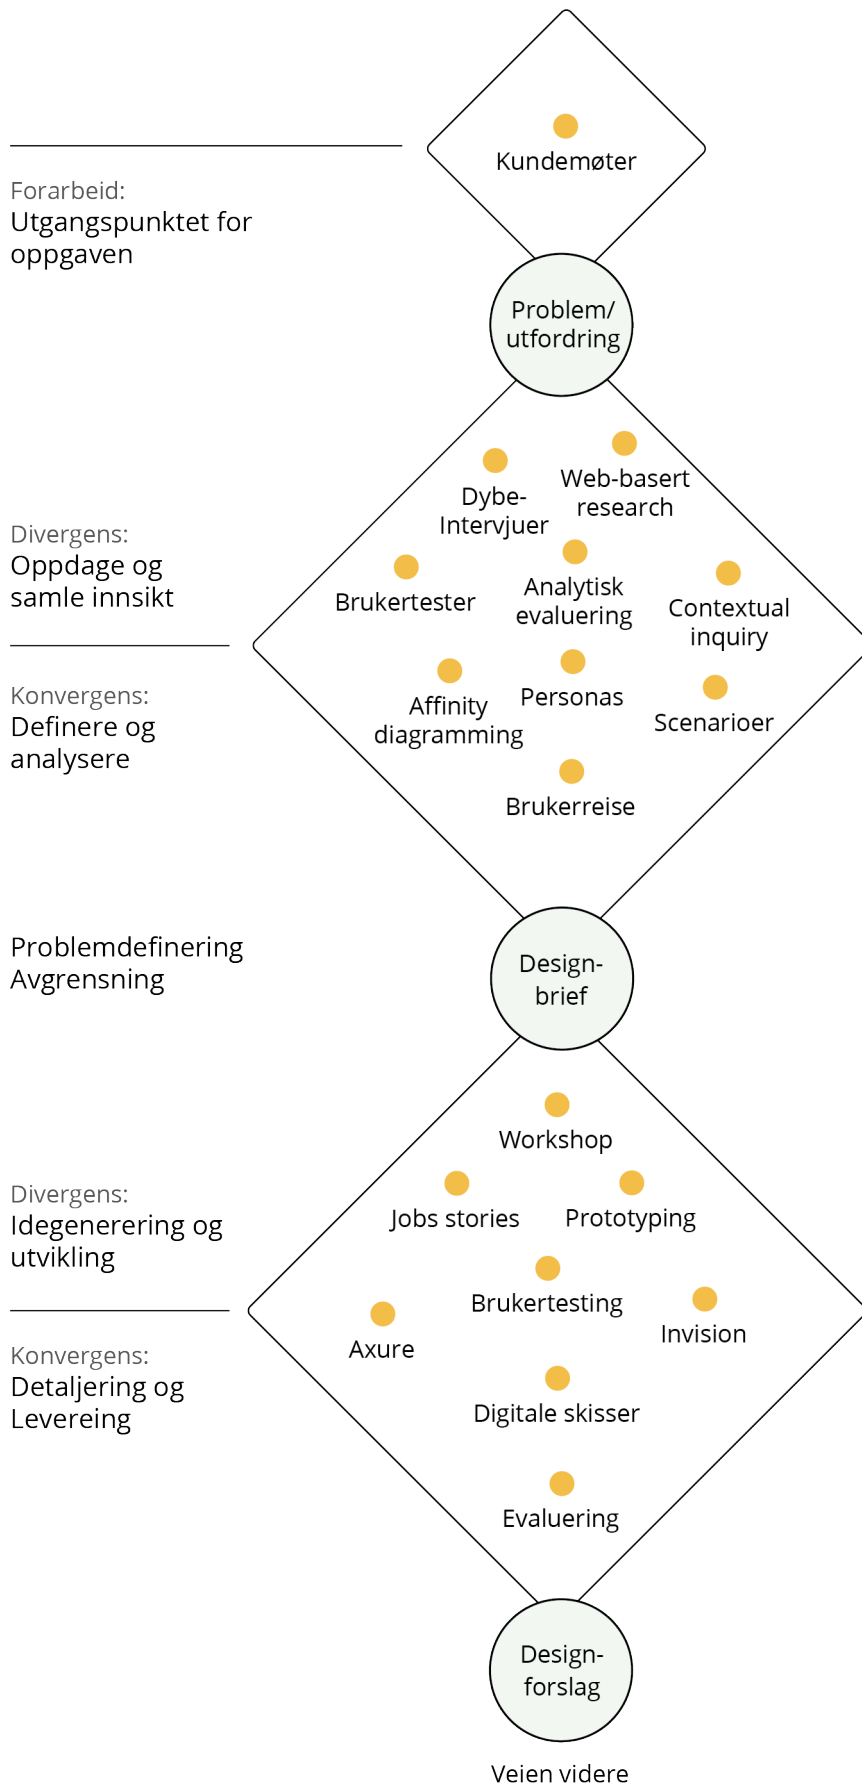 Kundemøter
Forarbeid:
Utgangspunktet for
oppgaven
Problem/
utfordring
Divergens:
Oppdage og
samle innsikt
Dybe-
Intervjuer
Web-basert
research
Brukertester
Analytisk
evaluering
Contextual
inquiry
Konvergens:
Definere og
analysere
Affinity
diagramming
Personas
Scenarioer
Brukerreise
Problemdefinering
Avgrensning
Design-
brief
Workshop
Divergens:
Idegenerering og
utvikling
Jobs stories
Prototyping
Brukertesting
Axure
Invision
Konvergens:
Detaljering og
Levereing
Digitale skisser
Evaluering
Design-
forslag
Veien videre